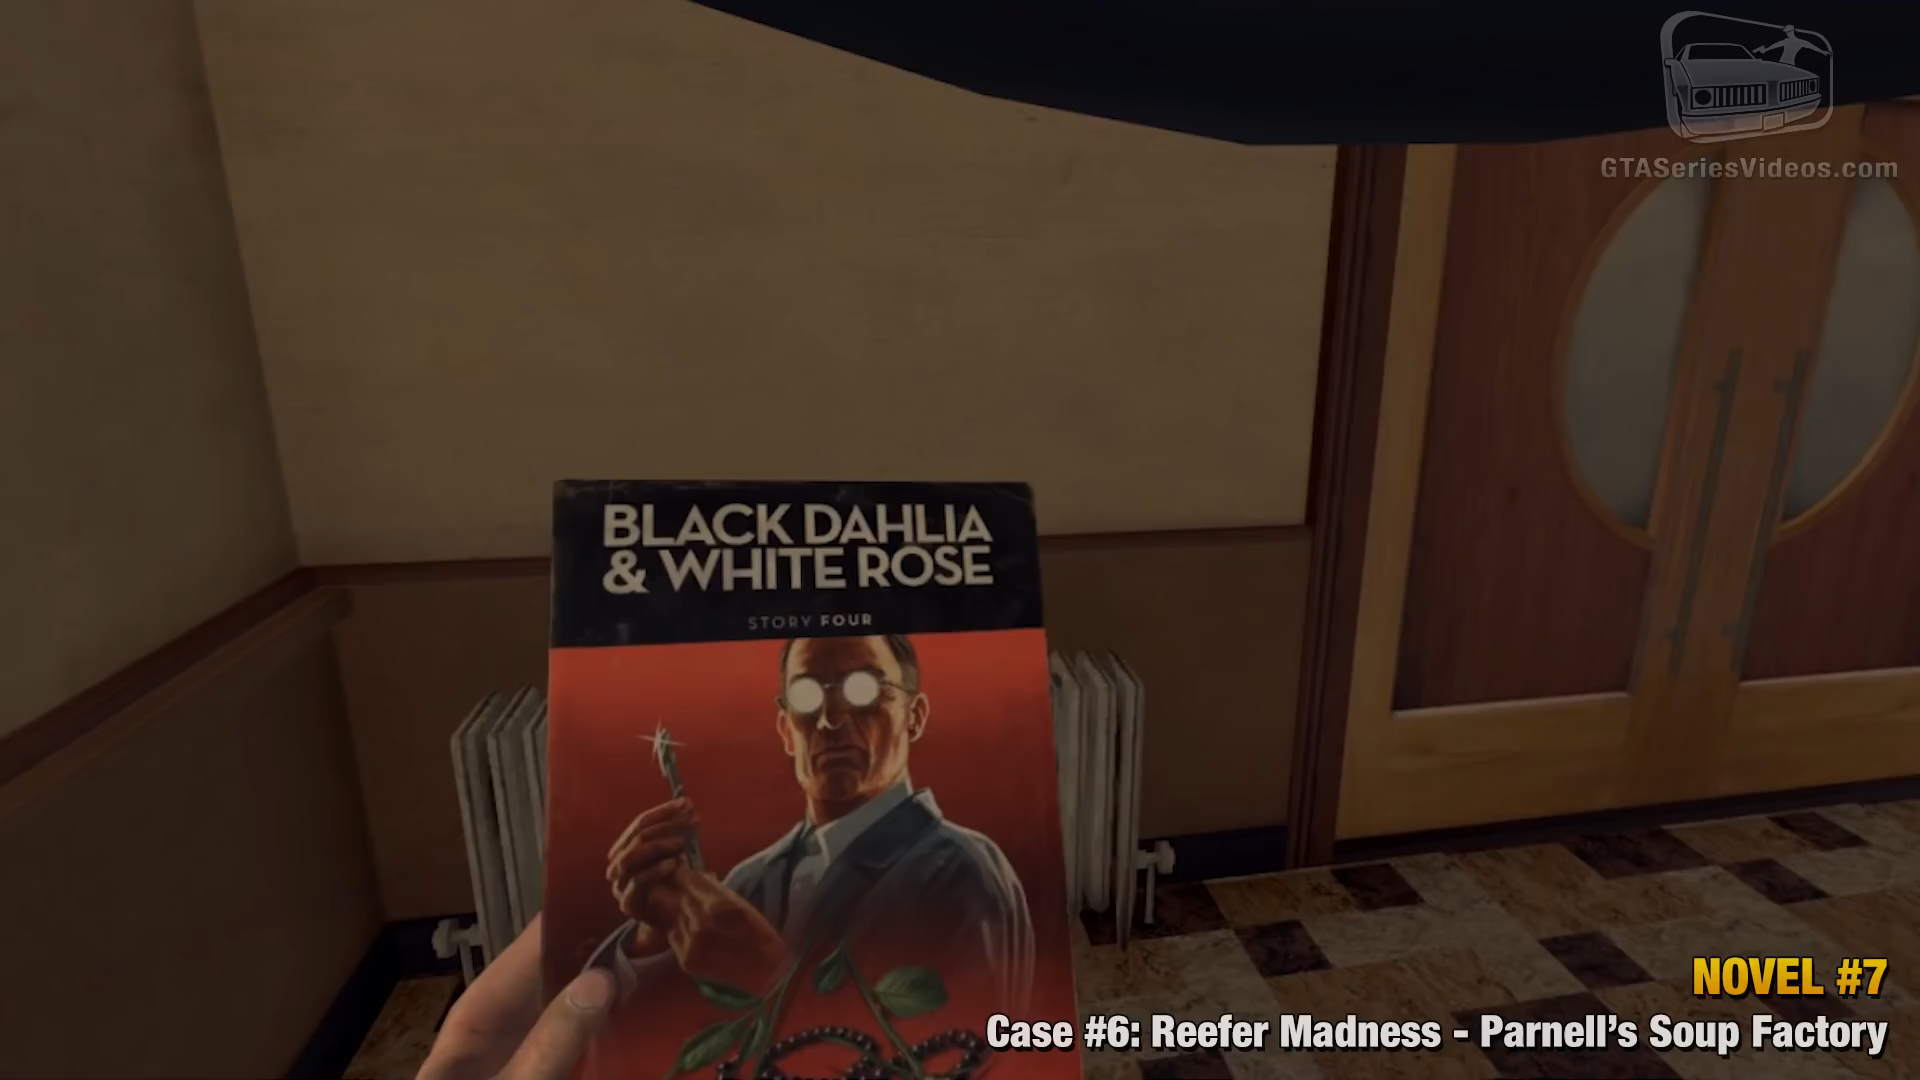 GTASeriesVideos.com
BLACK DAHLIA
& WHITE ROSE
STORY FOUR
NOVEL #7
Case #6: Reefer Madness - Parnell's Soup Factory